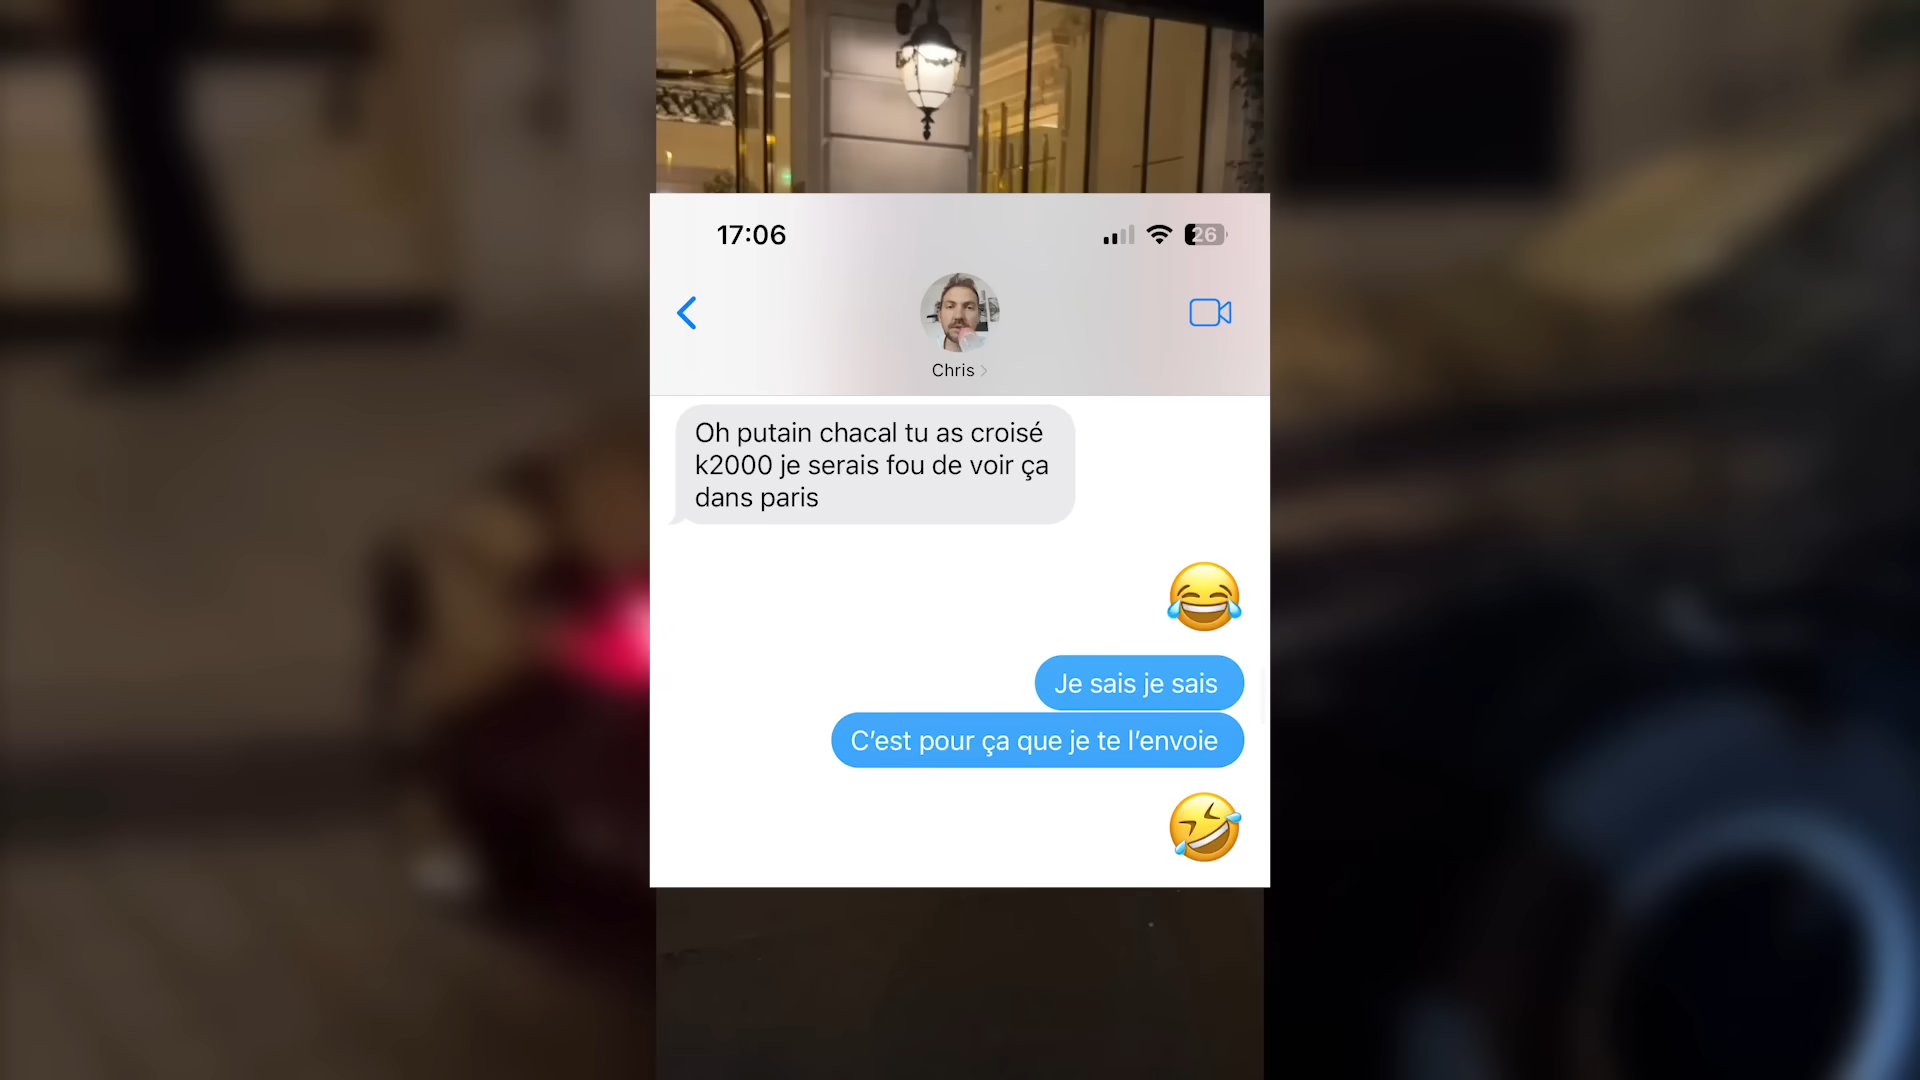 17:06
26
Chris
Oh putain chacal tu as croisé
k2000 je serais fou de voir ça
dans paris
😂
Je sais je sais
C’est pour ça que je te l’envoie
🤣